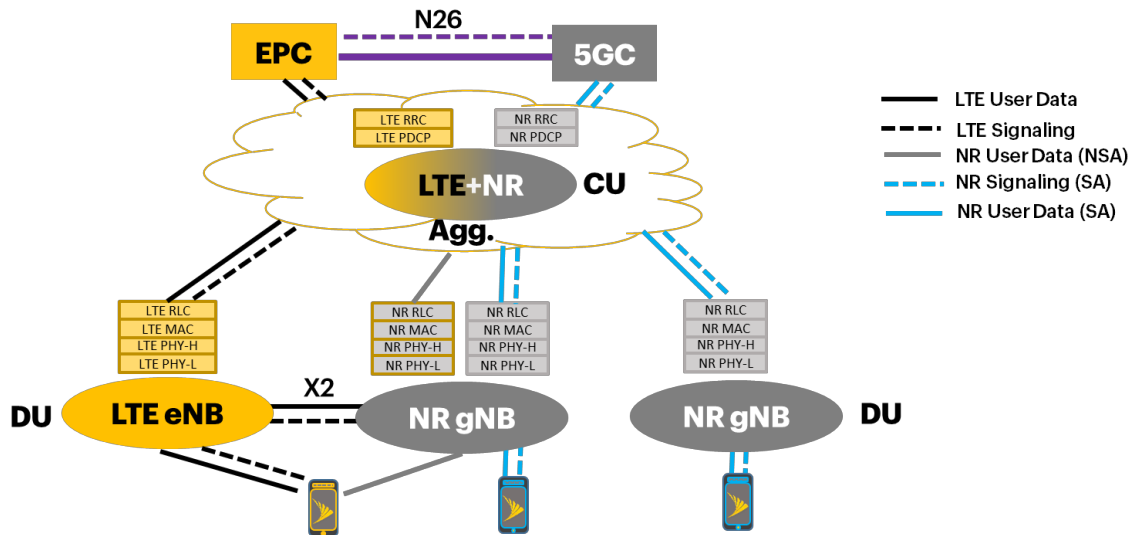 N26
EPC
5GC
LTE RRC
LTE PDCP
NR RRC
NR PDCP
LTE+NR
CU
Agg.
LTE User Data
LTE Signaling
NR User Data (NSA)
NR Signaling (SA)
NR User Data (SA)
LTE RLC
LTE MAC
LTE PHY-H
LTE PHY-L
NR RLC
NR MAC
NR PHY-H
NR PHY-L
NR RLC
NR MAC
NR PHY-H
NR PHY-L
NR RLC
NR MAC
NR PHY-H
NR PHY-L
DU
LTE eNB
X2
NR gNB
NR gNB
DU